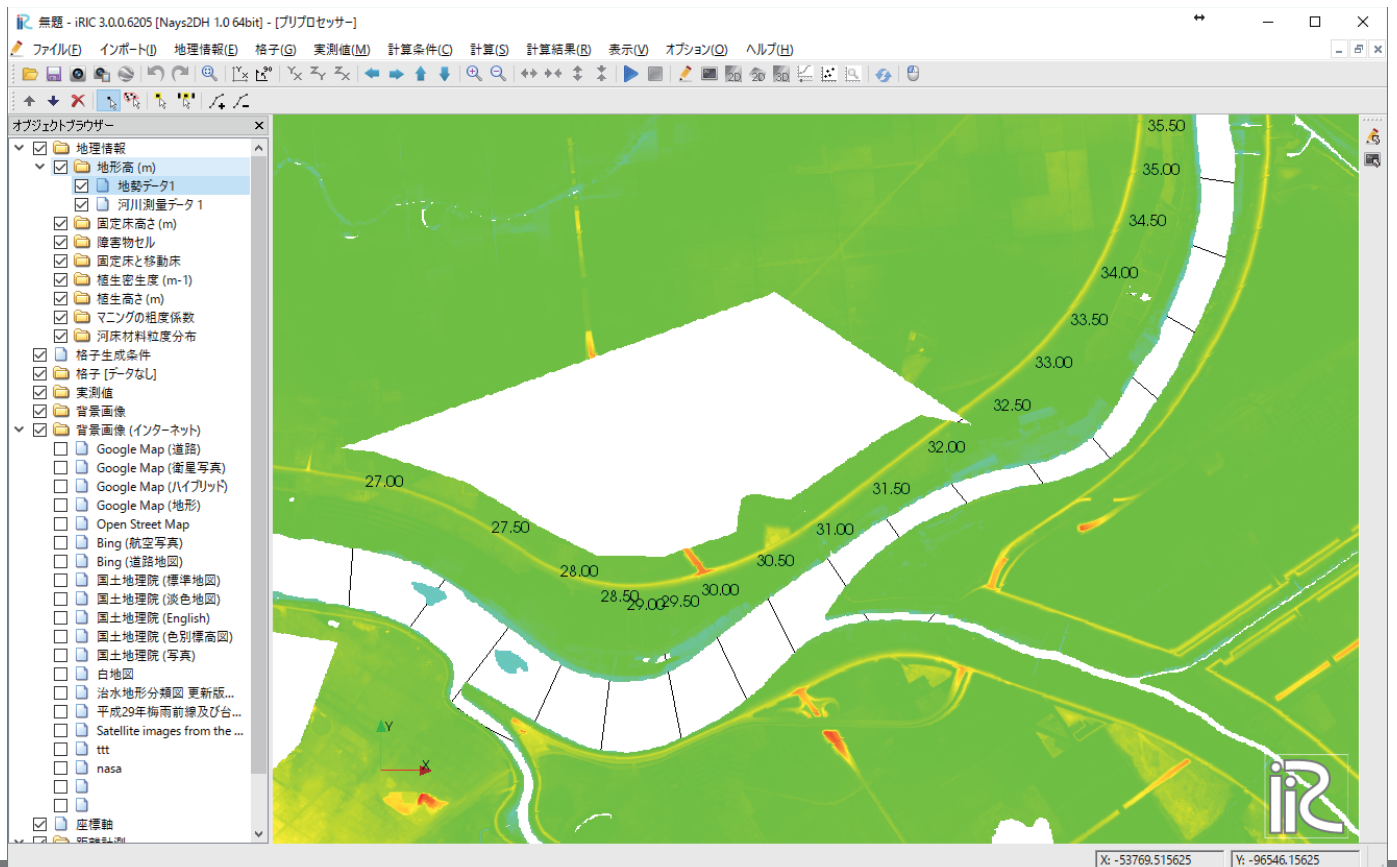 無題 - iRIC 3.0.0.6205 [Nays2DH 1.0 64bit] - [プリプロセッサー]
ファイル(F) インポート(I) 地理情報(E) 格子(G) 実測値(M) 計算条件(C) 計算(S) 計算結果(R) 表示(V) オプション(O) ヘルプ(H)
オブジェクトブラウザー
地理情報
地形高 (m)
地勢データ1
河川測量データ 1
固定床高さ (m)
障害物セル
固定床と移動床
植生密生度 (m-1)
植生高さ (m)
マニングの粗度係数
河床材料粒度分布
格子生成条件
格子 [データなし]
実測値
背景画像
背景画像 (インターネット)
Google Map (道路)
Google Map (衛星写真)
Google Map (ハイブリッド)
Google Map (地形)
Open Street Map
Bing (航空写真)
Bing (道路地図)
国土地理院 (標準地図)
国土地理院 (淡色地図)
国土地理院 (English)
国土地理院 (色別標高図)
国土地理院 (写真)
白地図
治水地形分類図 更新版...
平成29年梅雨前線及び台...
Satellite images from the ...
ttt
nasa
座標軸
35.50
35.00
34.50
34.00
33.50
33.00
32.50
32.00
31.50
31.00
30.50
30.00
29.50
29.00
28.50
28.00
27.50
27.00
Y
X
iRIC
X: -53769.515625
Y: -96546.15625